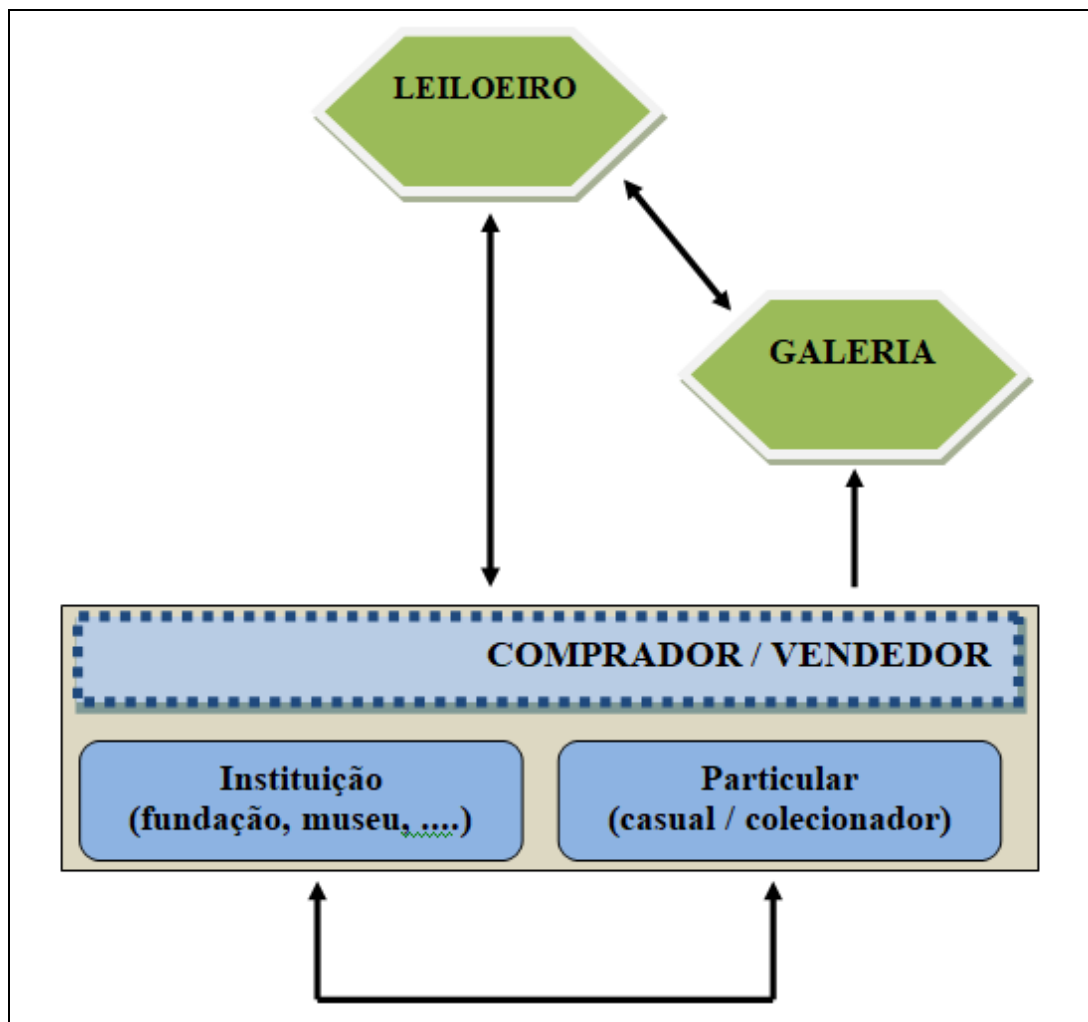 LEILOEIRO
GALERIA
COMPRADOR / VENDEDOR
Instituição
(fundação, museu, ....)
Particular
(casual / colecionador)